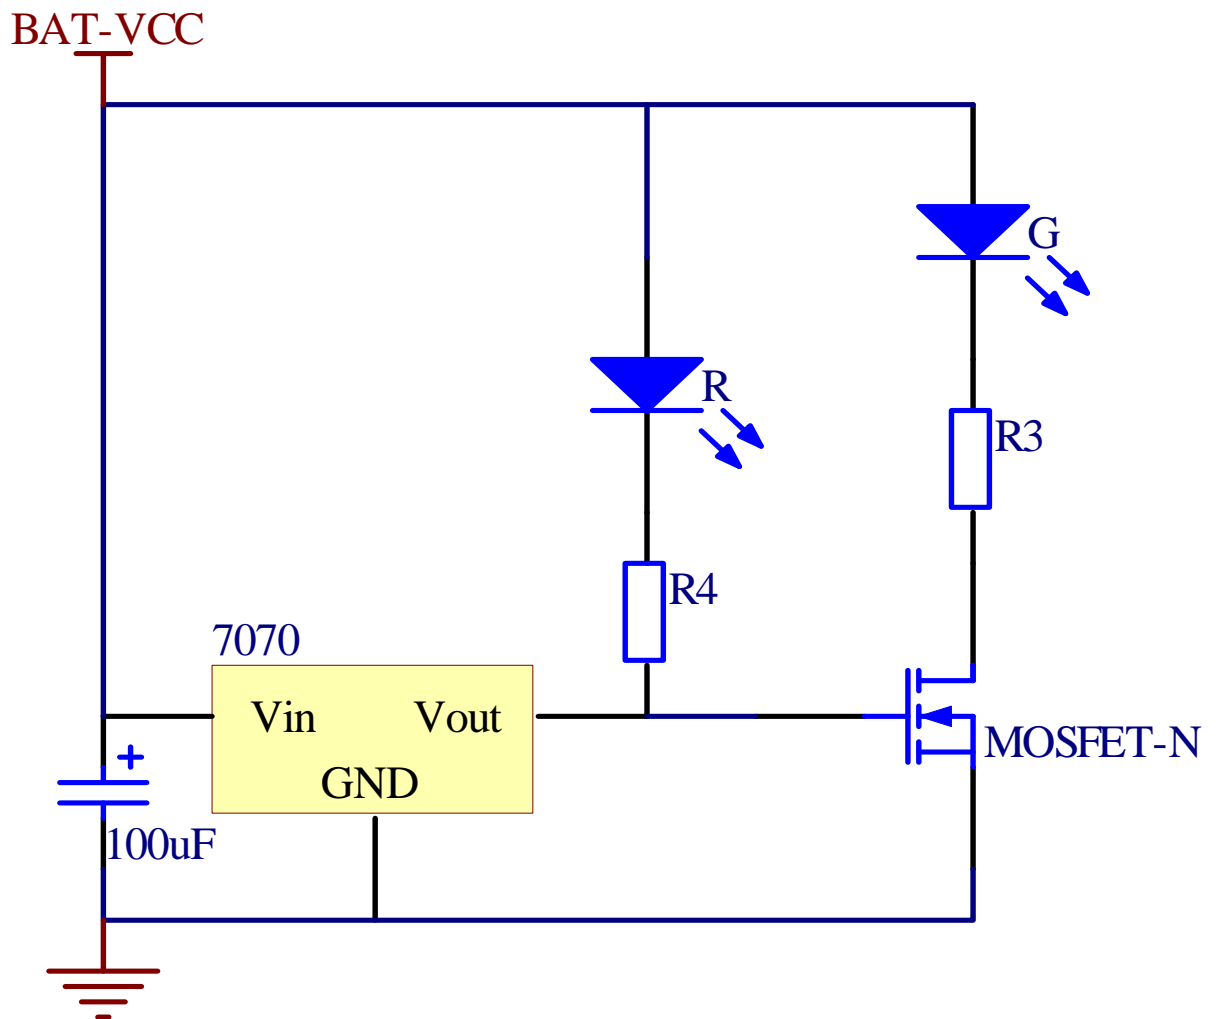 BAT-VCC
G
R
R3
R4
7070
Vin
Vout
GND
MOSFET-N
+
100uF